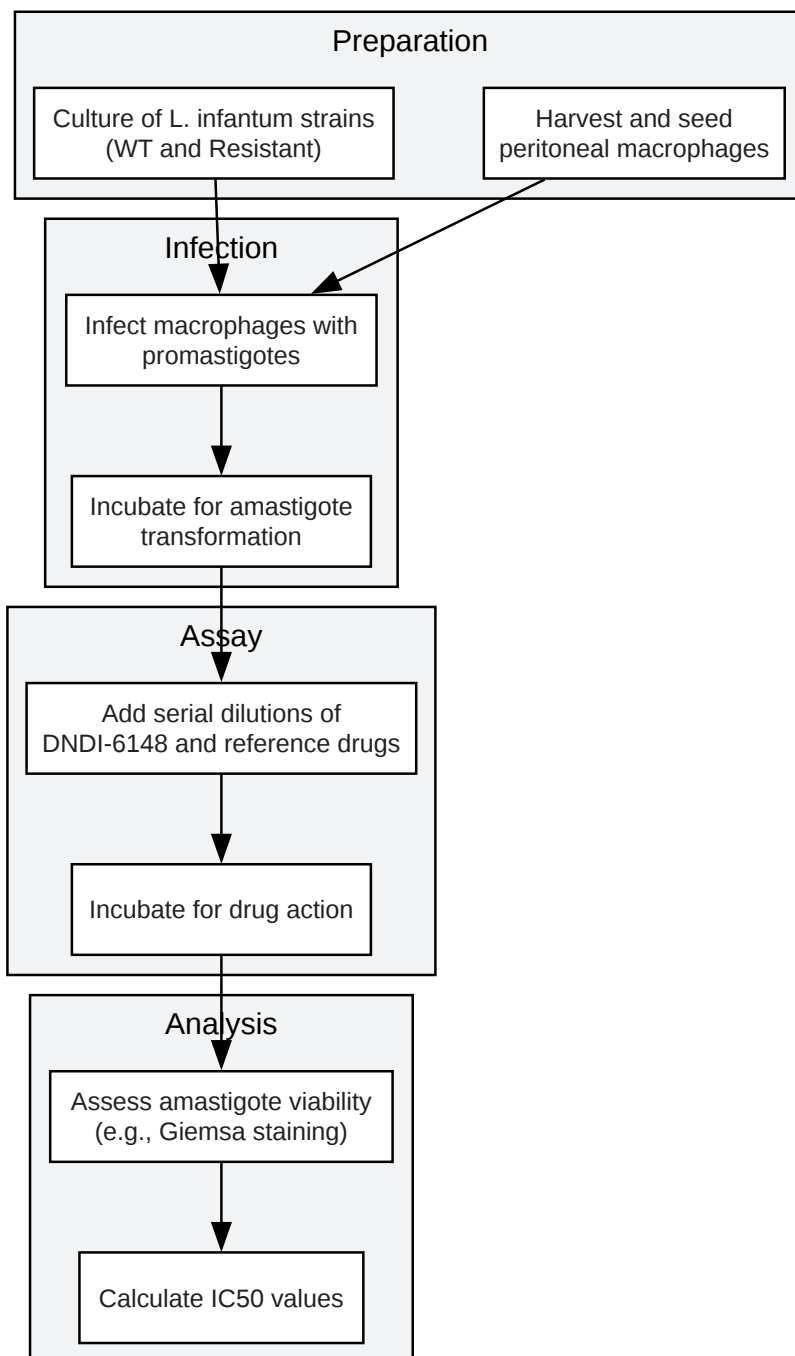 Preparation
Culture of L. infantum strains
(WT and Resistant)
Harvest and seed
peritoneal macrophages
Infection
Infect macrophages with
promastigotes
Incubate for amastigote
transformation
Assay
Add serial dilutions of
DNDI-6148 and reference drugs
Incubate for drug action
Analysis
Assess amastigote viability
(e.g., Giemsa staining)
Calculate IC50 values